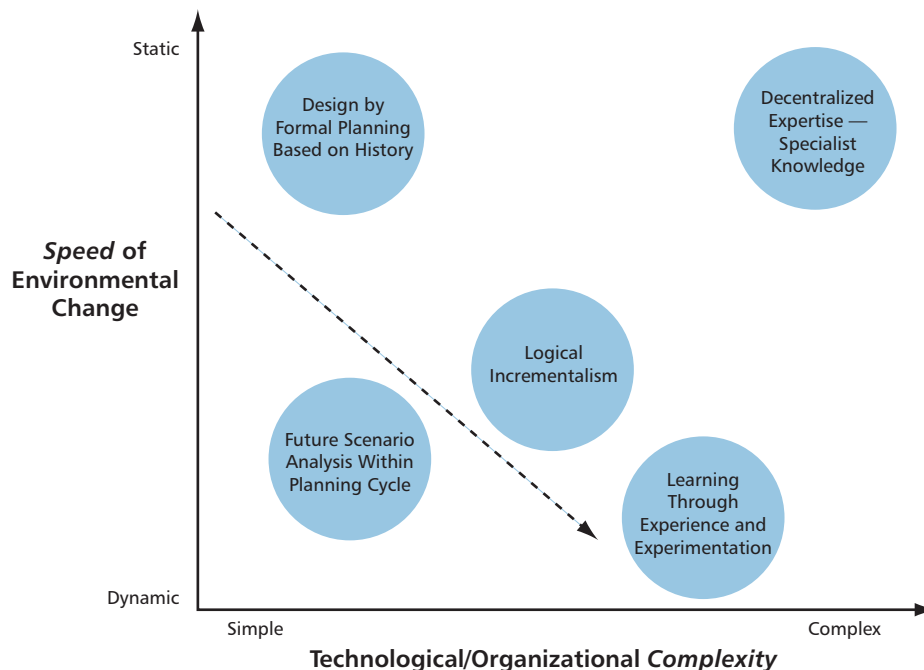 Static
Design by
Formal Planning
Based on History
Decentralized
Expertise —
Specialist
Knowledge
Speed of
Environmental
Change
Logical
Incrementalism
Future Scenario
Analysis Within
Planning Cycle
Learning
Through
Experience and
Experimentation
Dynamic
Simple
Complex
Technological/Organizational Complexity